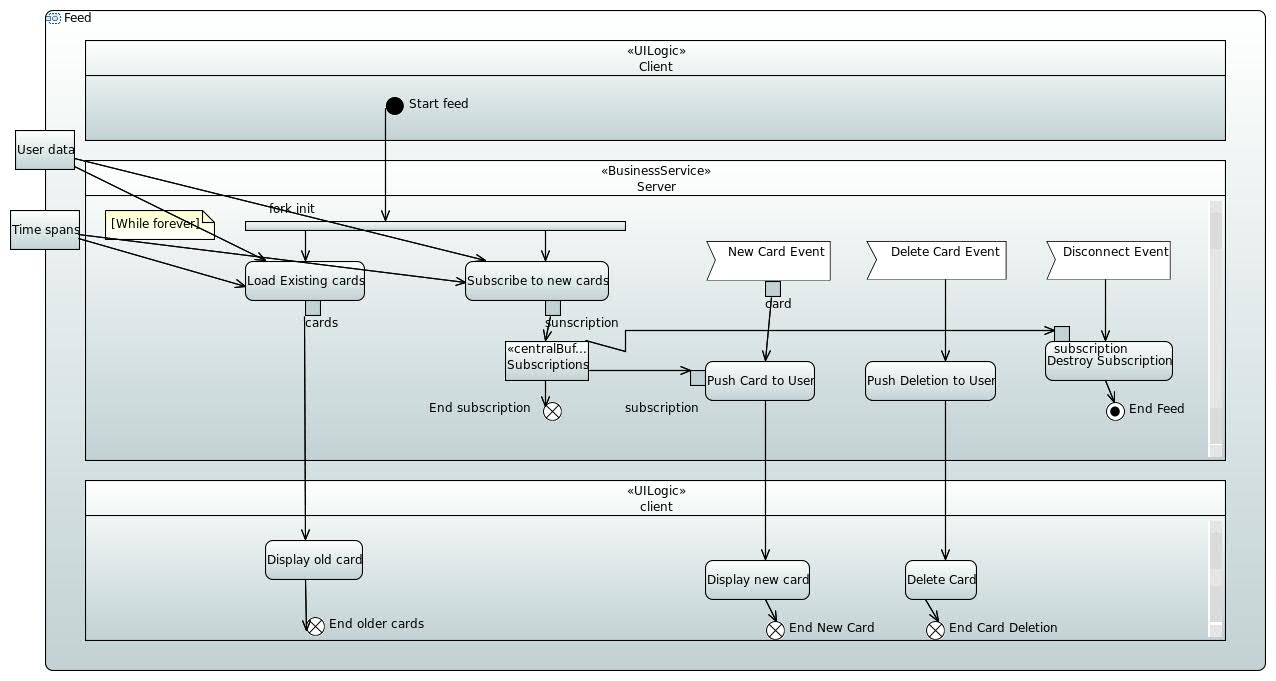 Feed
«UILogic»
Client
Start feed
User data
«BusinessService»
Server
Time spans
[While forever]
fork init
New Card Event
Delete Card Event
Disconnect Event
Load Existing cards
Subscribe to new cards
card
cards
sunscription
«centralBuf...
Subscriptions
subscription
Destroy Subscription
Push Card to User
Push Deletion to User
End subscription
subscription
End Feed
«UILogic»
client
Display old card
Display new card
Delete Card
End older cards
End New Card
End Card Deletion